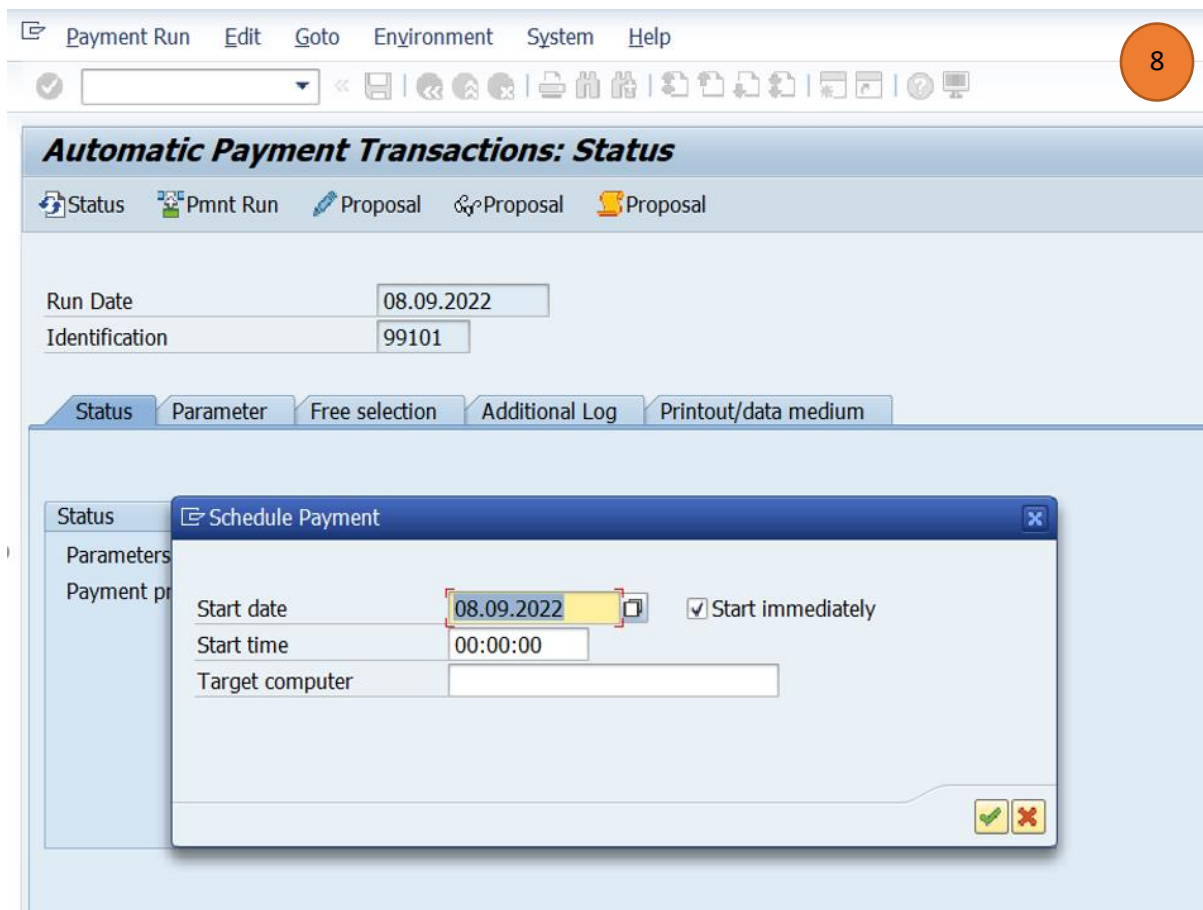 Payment Run Edit Goto Environment System Help
8
Automatic Payment Transactions: Status
Status Pmnt Run Proposal Proposal Proposal
Run Date 08.09.2022
Identification 99101
Status Parameter Free selection Additional Log Printout/data medium
Status
Schedule Payment
Parameters
Payment pr
Start date 08.09.2022 Start immediately
Start time 00:00:00
Target computer